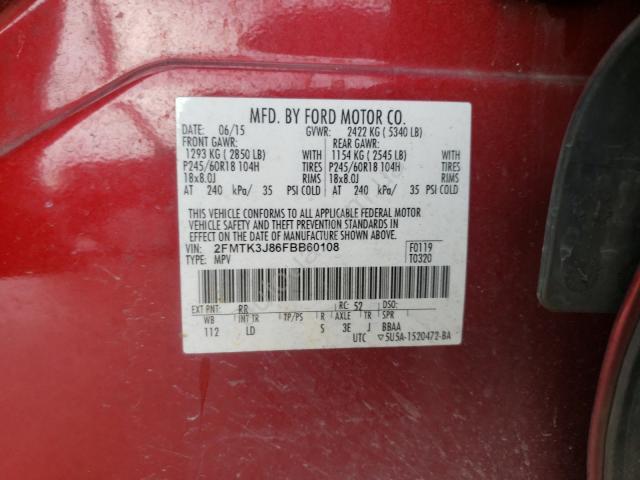 MFD. BY FORD MOTOR CO.
DATE: 06/15 GVWR: 2422 KG ( 5340 LB)
FRONT GAWR: REAR GAWR:
1293 KG ( 2850 LB) WITH 1154 KG ( 2545 LB) WITH
P245/60R18 104H TIRES P245/60R18 104H TIRES
18x8.0J RIMS 18x8.0J RIMS
AT 240 kPa/ 35 PSI COLD AT 240 kPa/ 35 PSI COLD
THIS VEHICLE CONFORMS TO ALL APPLICABLE FEDERAL MOTOR
VEHICLE SAFETY AND THEFT PREVENTION STANDARDS IN
EFFECT ON THE DATE OF MANUFACTURE SHOWN ABOVE.
VIN: 2FMTK3J86FBB60108 F0119
TYPE: MPV T0320
EXT PNT: RR RC: 52 DSO:
WB INT TR TP/PS R AXLE TR SPR
112 LD S 3E J BBAA
UTC ▽5U5A-1520472-BA